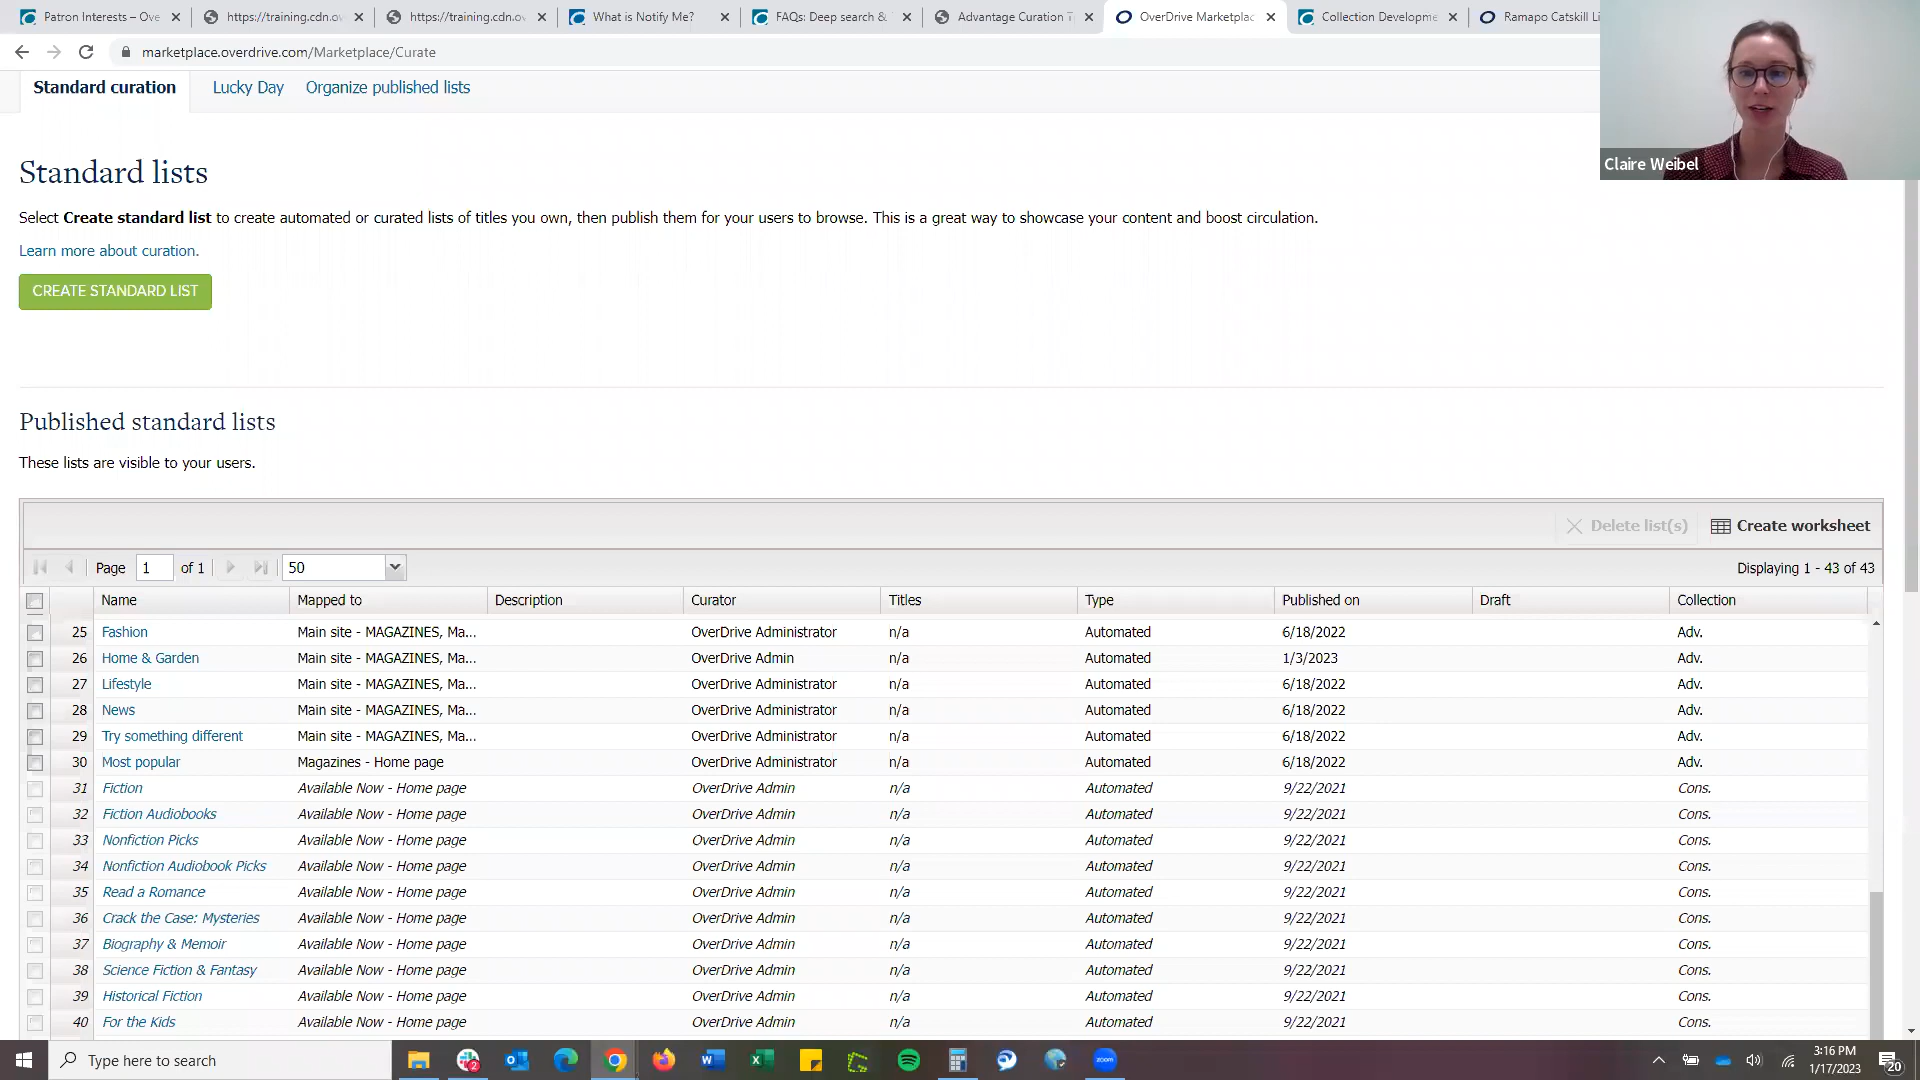 Patron Interests – Ove
https://training.cdn.o
https://training.cdn.o
What is Notify Me?
FAQs: Deep search &
Advantage Curation T
OverDrive Marketplac
Collection Developme
Ramapo Catskill Li
marketplace.overdrive.com/Marketplace/Curate
Standard curation
Lucky Day
Organize published lists
Claire Weibel
Standard lists
Select Create standard list to create automated or curated lists of titles you own, then publish them for your users to browse. This is a great way to showcase your content and boost circulation.
Learn more about curation.
CREATE STANDARD LIST
Published standard lists
These lists are visible to your users.
Delete list(s) Create worksheet
Page 1 of 1 50 Displaying 1 - 43 of 43
Name Mapped to Description Curator Titles Type Published on Draft Collection
25 Fashion Main site - MAGAZINES, Ma... OverDrive Administrator n/a Automated 6/18/2022 Adv.
26 Home & Garden Main site - MAGAZINES, Ma... OverDrive Admin n/a Automated 1/3/2023 Adv.
27 Lifestyle Main site - MAGAZINES, Ma... OverDrive Administrator n/a Automated 6/18/2022 Adv.
28 News Main site - MAGAZINES, Ma... OverDrive Administrator n/a Automated 6/18/2022 Adv.
29 Try something different Main site - MAGAZINES, Ma... OverDrive Administrator n/a Automated 6/18/2022 Adv.
30 Most popular Magazines - Home page OverDrive Administrator n/a Automated 6/18/2022 Adv.
31 Fiction Available Now - Home page OverDrive Admin n/a Automated 9/22/2021 Cons.
32 Fiction Audiobooks Available Now - Home page OverDrive Admin n/a Automated 9/22/2021 Cons.
33 Nonfiction Picks Available Now - Home page OverDrive Admin n/a Automated 9/22/2021 Cons.
34 Nonfiction Audiobook Picks Available Now - Home page OverDrive Admin n/a Automated 9/22/2021 Cons.
35 Read a Romance Available Now - Home page OverDrive Admin n/a Automated 9/22/2021 Cons.
36 Crack the Case: Mysteries Available Now - Home page OverDrive Admin n/a Automated 9/22/2021 Cons.
37 Biography & Memoir Available Now - Home page OverDrive Admin n/a Automated 9/22/2021 Cons.
38 Science Fiction & Fantasy Available Now - Home page OverDrive Admin n/a Automated 9/22/2021 Cons.
39 Historical Fiction Available Now - Home page OverDrive Admin n/a Automated 9/22/2021 Cons.
40 For the Kids Available Now - Home page OverDrive Admin n/a Automated 9/22/2021 Cons.
Type here to search
zoom
3:16 PM
1/17/2023
20